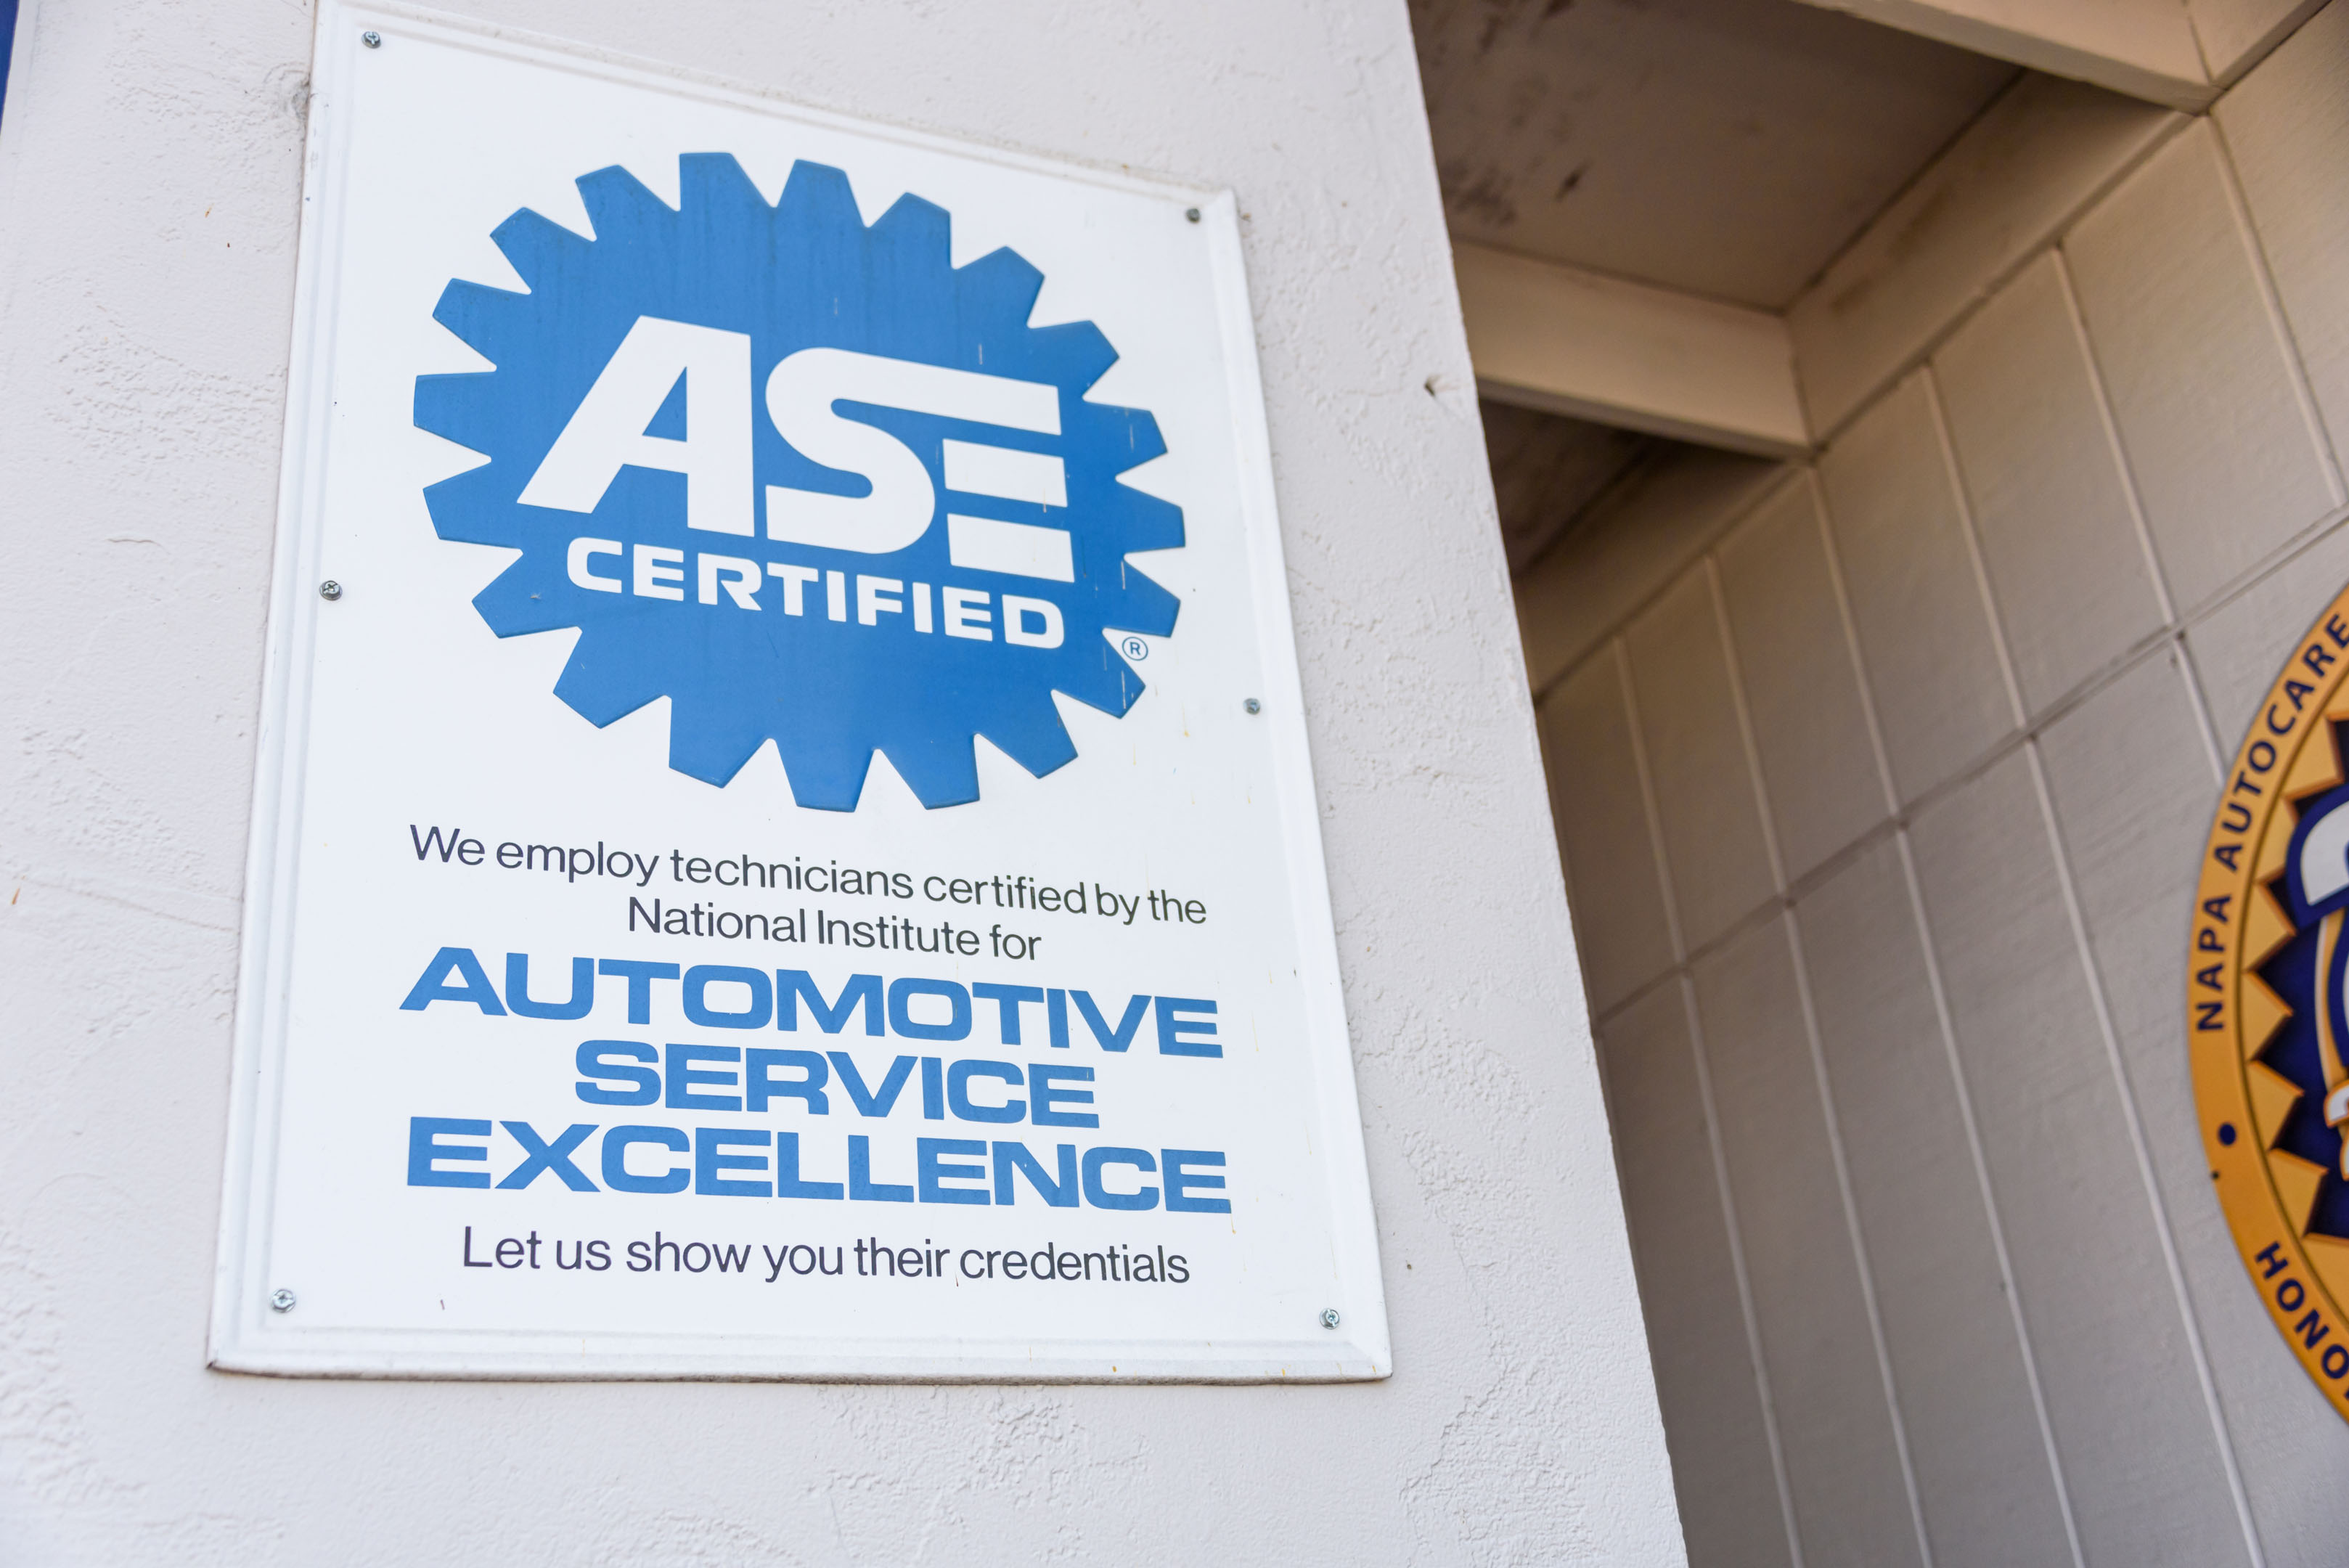 ASE
CERTIFIED
®
We employ technicians certified by the
National Institute for
AUTOMOTIVE
SERVICE
EXCELLENCE
Let us show you their credentials
NAPA AUTOCARE